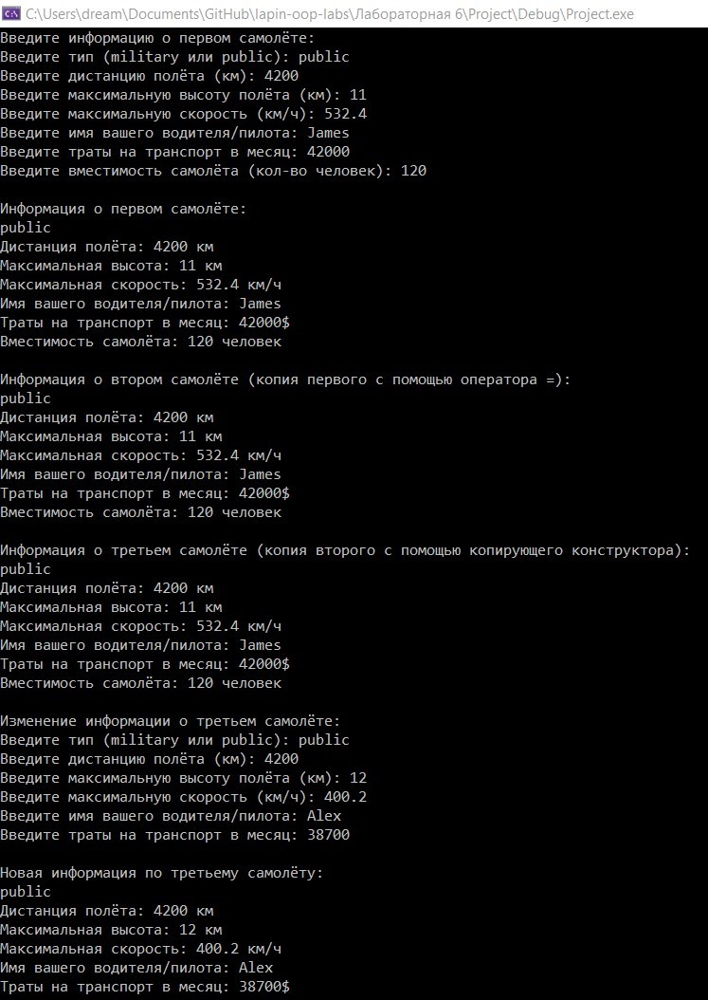 C:\Users\dream\Documents\GitHub\lapin-oop-labs\Лабораторная 6\Project\Debug\Project.exe
Введите информацию о первом самолёте:
Введите тип (military или public): public
Введите дистанцию полёта (км): 4200
Введите максимальную высоту полёта (км): 11
Введите максимальную скорость (км/ч): 532.4
Введите имя вашего водителя/пилота: James
Введите траты на транспорт в месяц: 42000
Введите вместимость самолёта (кол-во человек): 120
Информация о первом самолёте:
public
Дистанция полёта: 4200 км
Максимальная высота: 11 км
Максимальная скорость: 532.4 км/ч
Имя вашего водителя/пилота: James
Траты на транспорт в месяц: 42000$
Вместимость самолёта: 120 человек
Информация о втором самолёте (копия первого с помощью оператора =):
public
Дистанция полёта: 4200 км
Максимальная высота: 11 км
Максимальная скорость: 532.4 км/ч
Имя вашего водителя/пилота: James
Траты на транспорт в месяц: 42000$
Вместимость самолёта: 120 человек
Информация о третьем самолёте (копия второго с помощью копирующего конструктора):
public
Дистанция полёта: 4200 км
Максимальная высота: 11 км
Максимальная скорость: 532.4 км/ч
Имя вашего водителя/пилота: James
Траты на транспорт в месяц: 42000$
Вместимость самолёта: 120 человек
Изменение информации о третьем самолёте:
Введите тип (military или public): public
Введите дистанцию полёта (км): 4200
Введите максимальную высоту полёта (км): 12
Введите максимальную скорость (км/ч): 400.2
Введите имя вашего водителя/пилота: Alex
Введите траты на транспорт в месяц: 38700
Новая информация по третьему самолёту:
public
Дистанция полёта: 4200 км
Максимальная высота: 12 км
Максимальная скорость: 400.2 км/ч
Имя вашего водителя/пилота: Alex
Траты на транспорт в месяц: 38700$